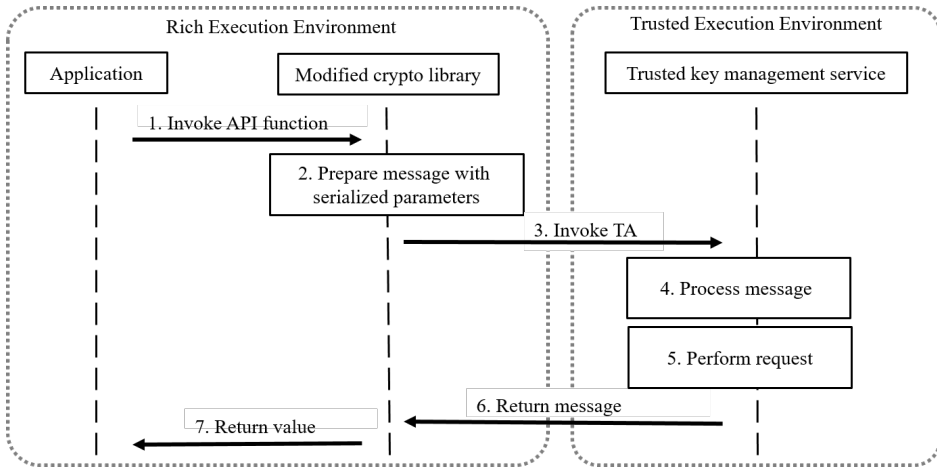 Rich Execution Environment
Trusted Execution Environment
Application
Modified crypto library
Trusted key management service
1. Invoke API function
2. Prepare message with
serialized parameters
3. Invoke TA
4. Process message
5. Perform request
6. Return message
7. Return value